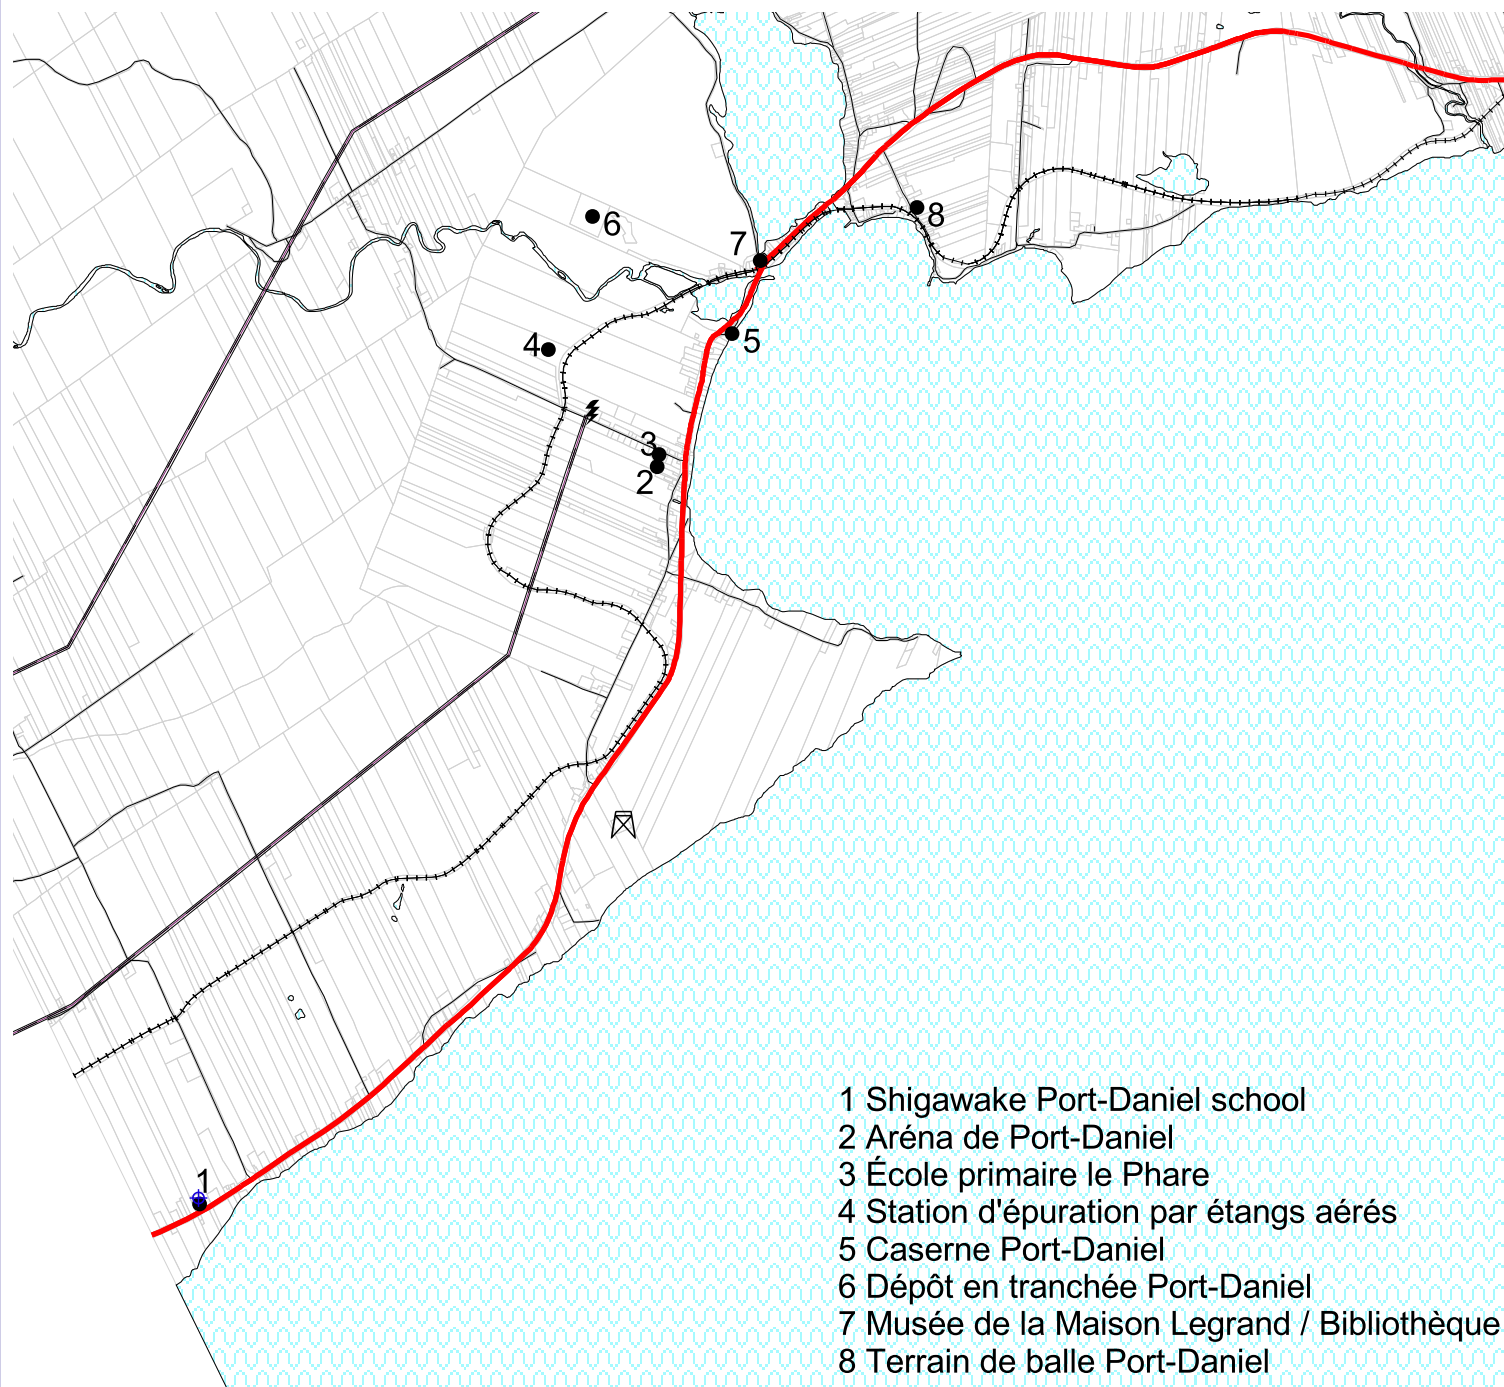 6
7
8
4
5
3
2
1
1 Shigawake Port-Daniel school
2 Aréna de Port-Daniel
3 École primaire le Phare
4 Station d'épuration par étangs aérés
5 Caserne Port-Daniel
6 Dépôt en tranchée Port-Daniel
7 Musée de la Maison Legrand / Bibliothèque
8 Terrain de balle Port-Daniel